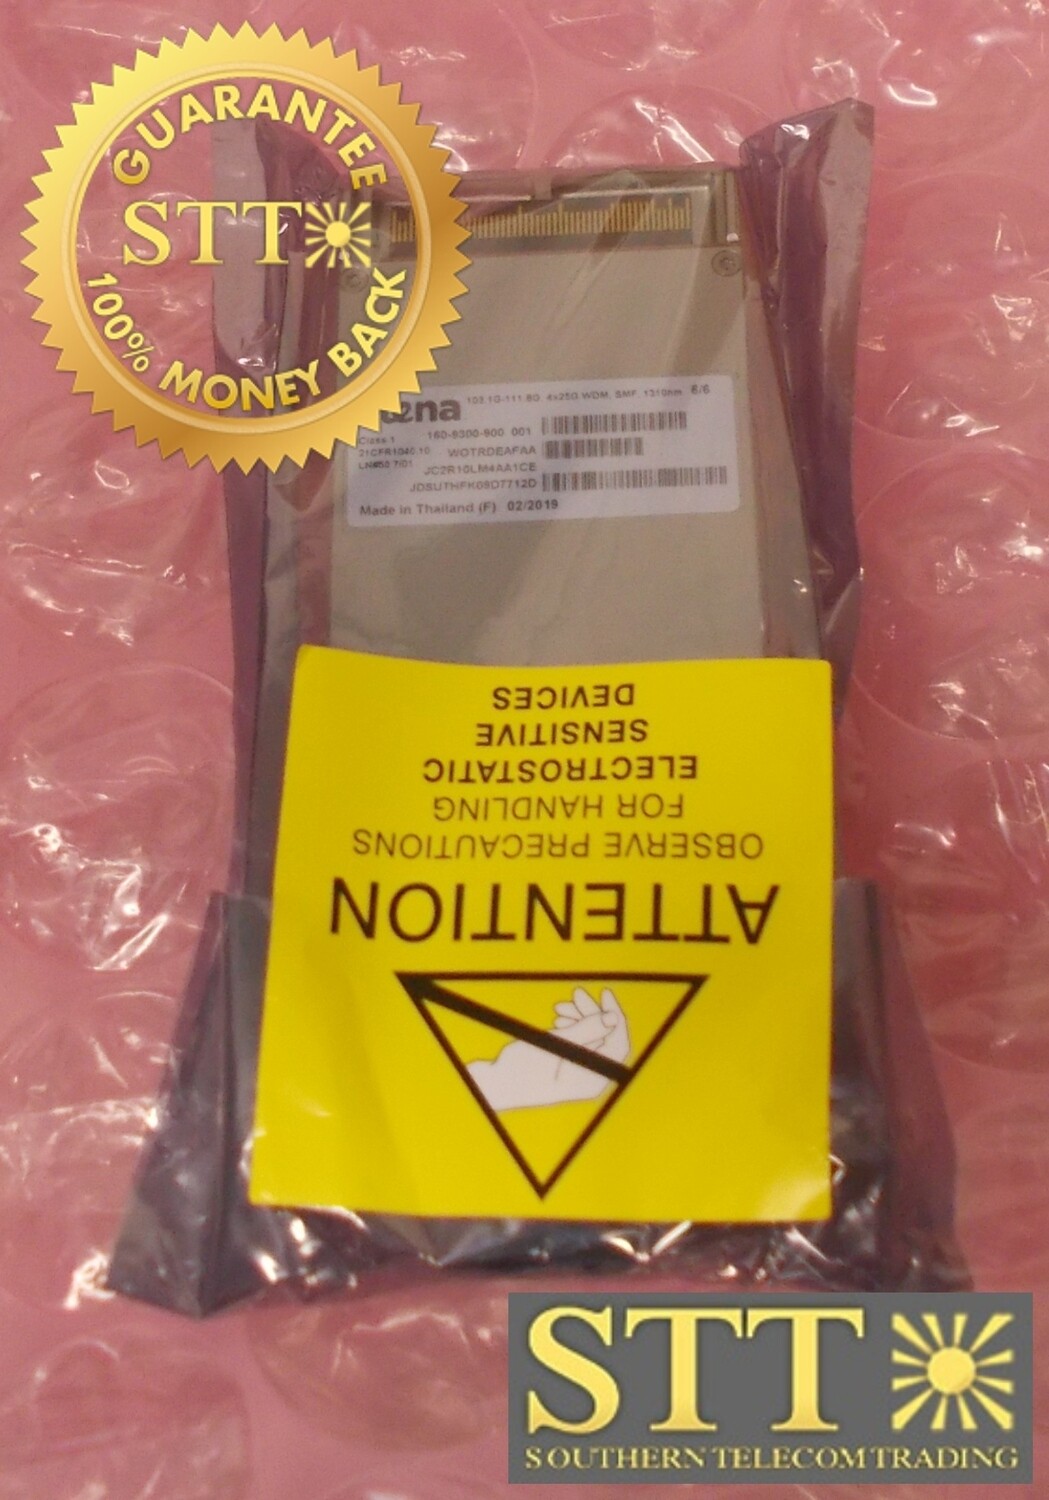 GUARANTEE
STT
100% MONEY BACK
103.1G-111.8G, 4x25G WDM, SMF, 1310nm 6/6
Class 1 160-9300-900 001
21CFR1040.10 WOTRDEAFAA
JC2R10LM4AA1CE
Made in Thailand (F) 02/2019
ATTENTION
OBSERVE PRECAUTIONS
FOR HANDLING
ELECTROSTATIC
SENSITIVE
DEVICES
STT
SOUTHERN TELECOM TRADING